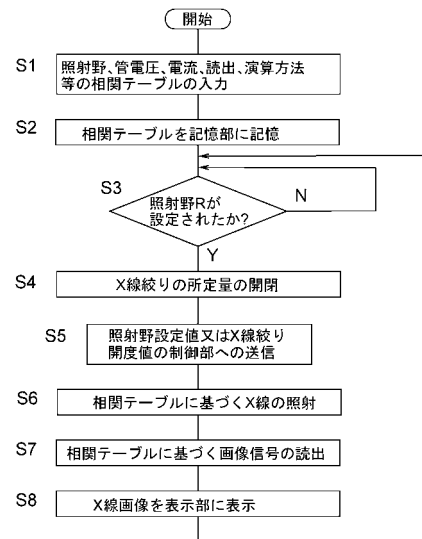 開始
S1
照射野、管電圧、電流、読出、演算方法
等の相関テーブルの入力
S2
相関テーブルを記憶部に記憶
S3
照射野Rが
設定されたか?
N
Y
S4
X線絞りの所定量の開閉
S5
照射野設定値又はX線絞り
開度値の制御部への送信
S6
相関テーブルに基づくX線の照射
S7
相関テーブルに基づく画像信号の読出
S8
X線画像を表示部に表示